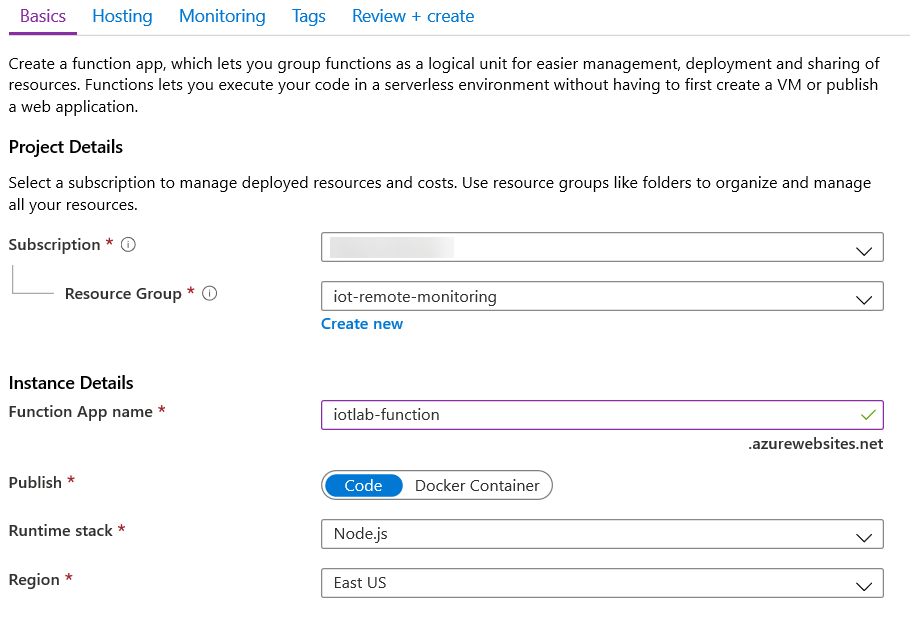 Basics Hosting Monitoring Tags Review + create
Create a function app, which lets you group functions as a logical unit for easier management, deployment and sharing of
resources. Functions lets you execute your code in a serverless environment without having to first create a VM or publish
a web application.
Project Details
Select a subscription to manage deployed resources and costs. Use resource groups like folders to organize and manage
all your resources.
Subscription *
Resource Group * iot-remote-monitoring
Create new
Instance Details
Function App name * iotlab-function
.azurewebsites.net
Publish * Code Docker Container
Runtime stack * Node.js
Region * East US